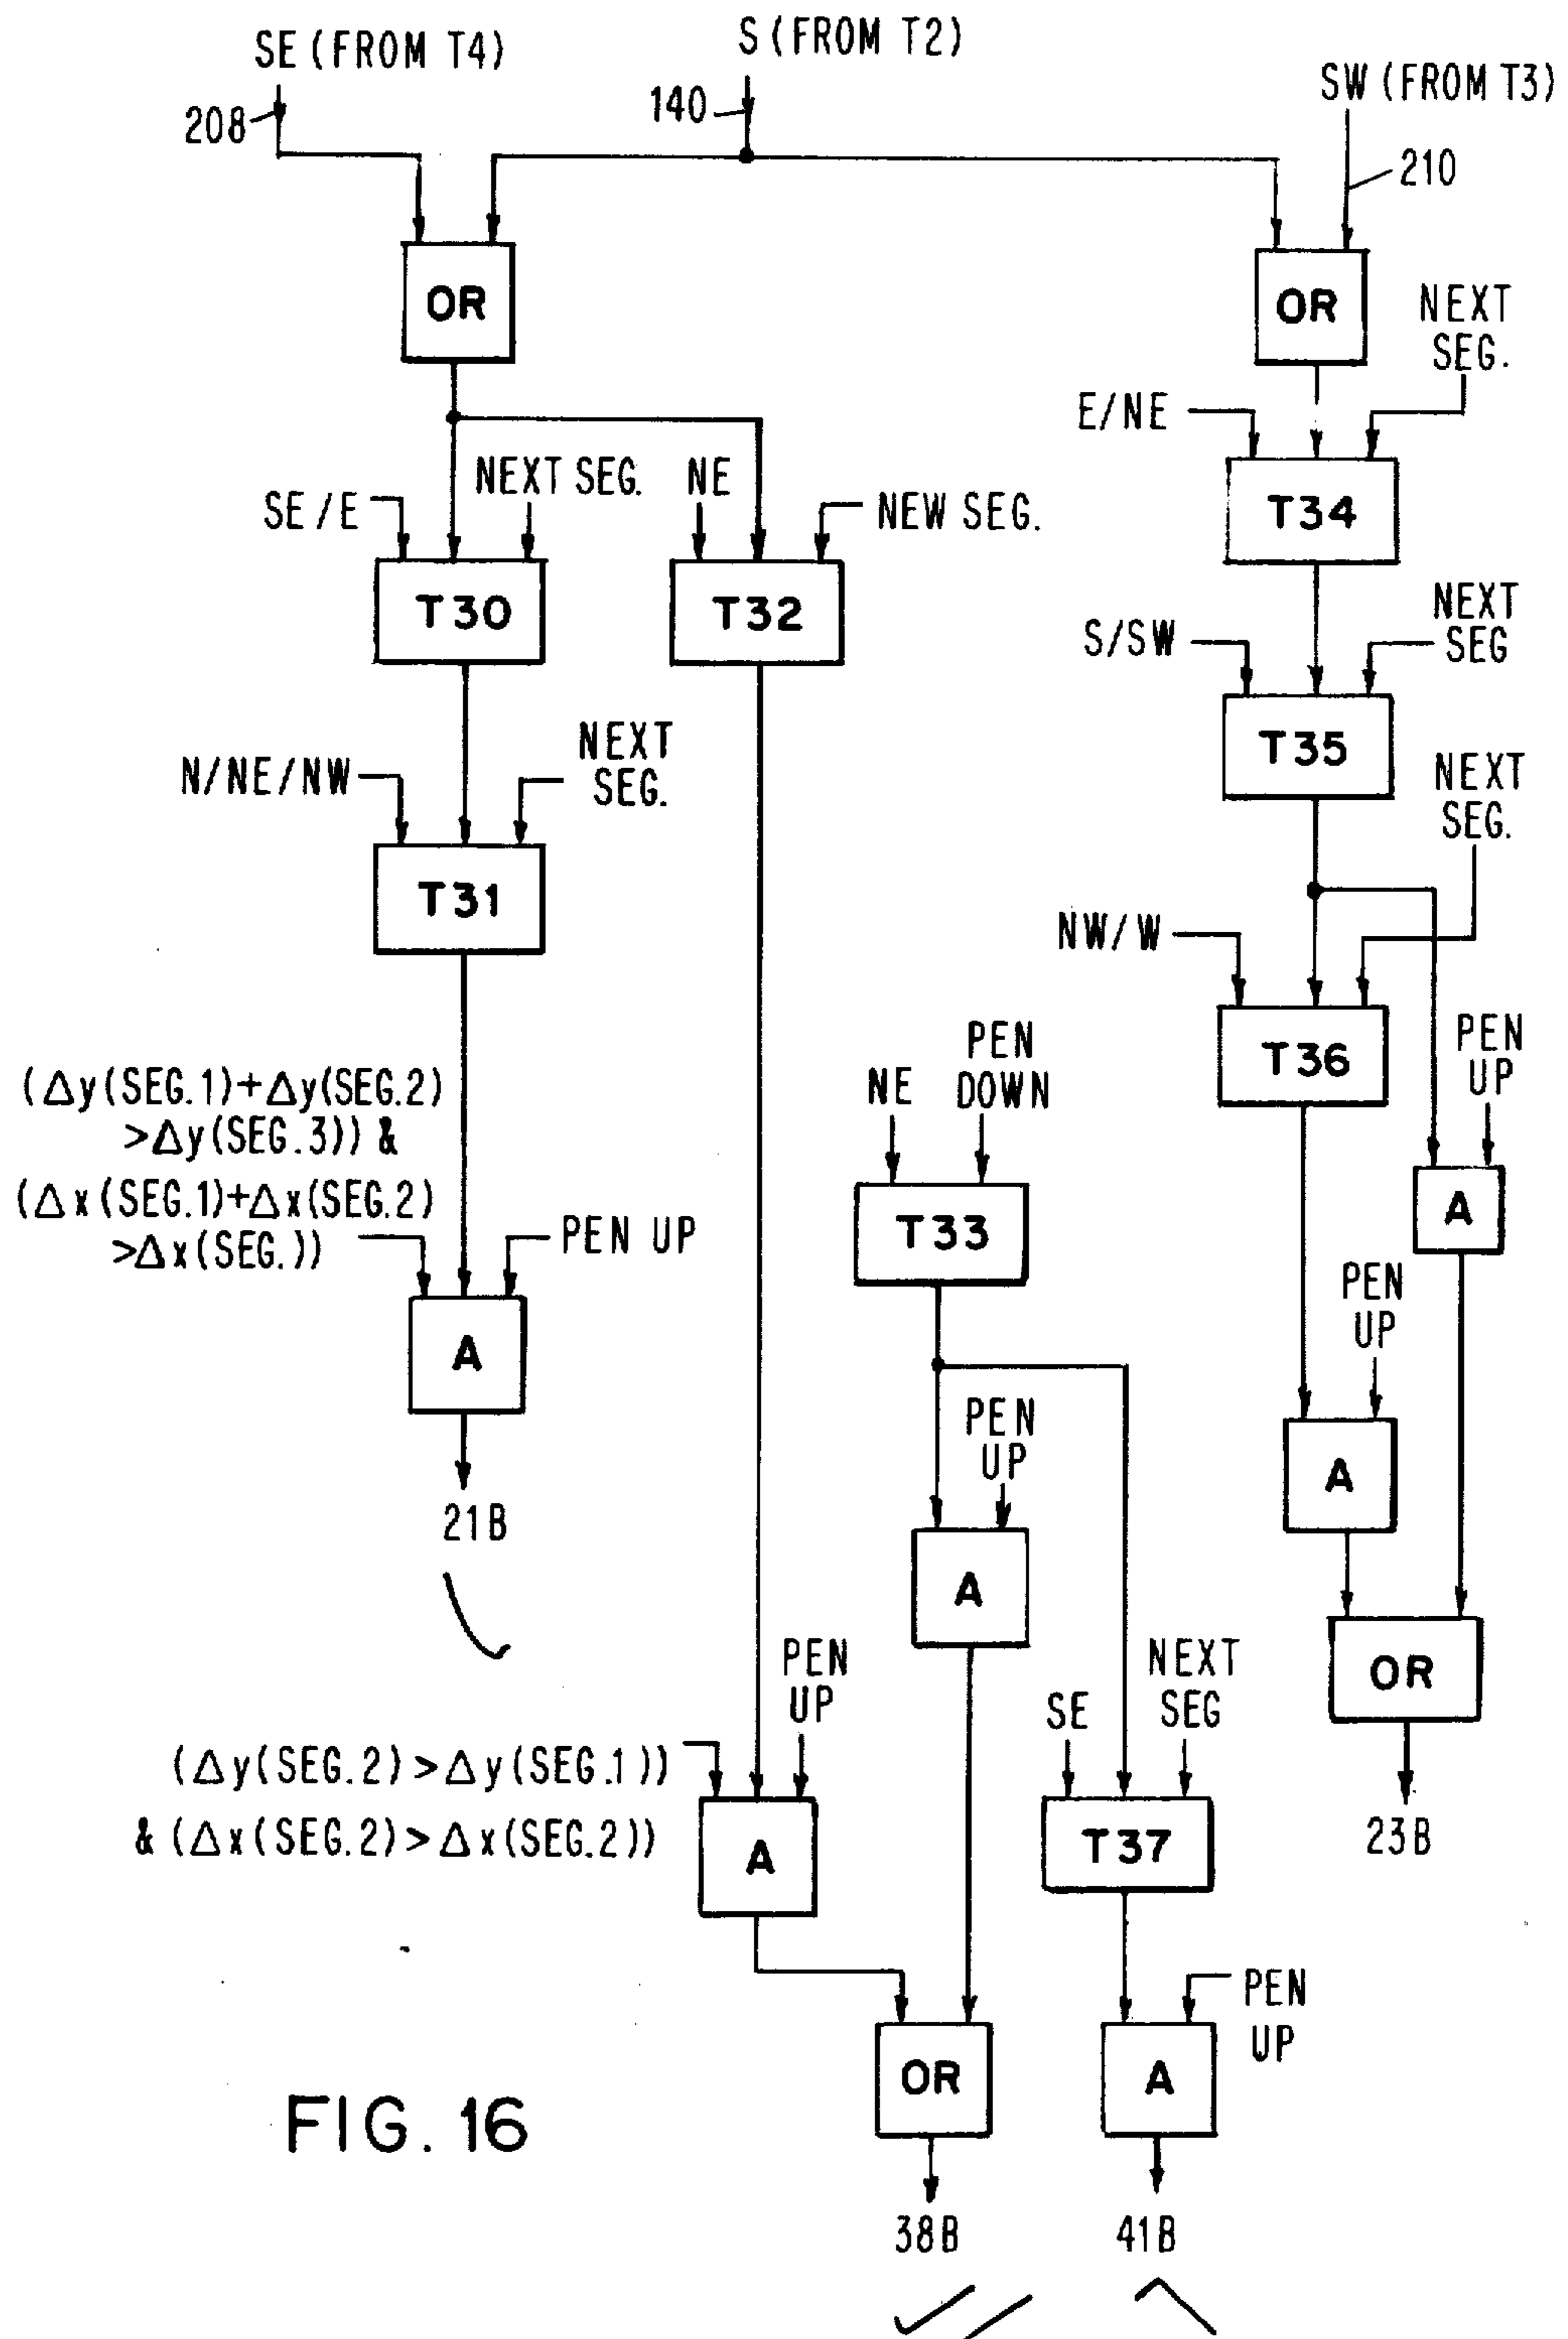 SE (FROM T4)
S (FROM T2)
SW (FROM T3)
208
140
210
OR
OR
NEXT
SEG.
E/NE
SE/E
NEXT SEG.
NE
NEW SEG.
T34
T30
T32
S/SW
NEXT
SEG
T35
N/NE/NW
NEXT
SEG.
NEXT
SEG.
T31
NW/W
T36
PEN
UP
(Δy(SEG.1)+Δy(SEG.2)
>Δy(SEG.3)) &
(Δx(SEG.1)+Δx(SEG.2)
>Δx(SEG.))
PEN UP
NE
PEN
DOWN
T33
A
PEN
UP
A
PEN
UP
A
21B
A
PEN
UP
OR
SE
NEXT
SEG
(Δy(SEG.2)>Δy(SEG.1))
& (Δx(SEG.2)>Δx(SEG.2))
A
T37
23B
PEN
UP
OR
A
FIG. 16
38B
41B